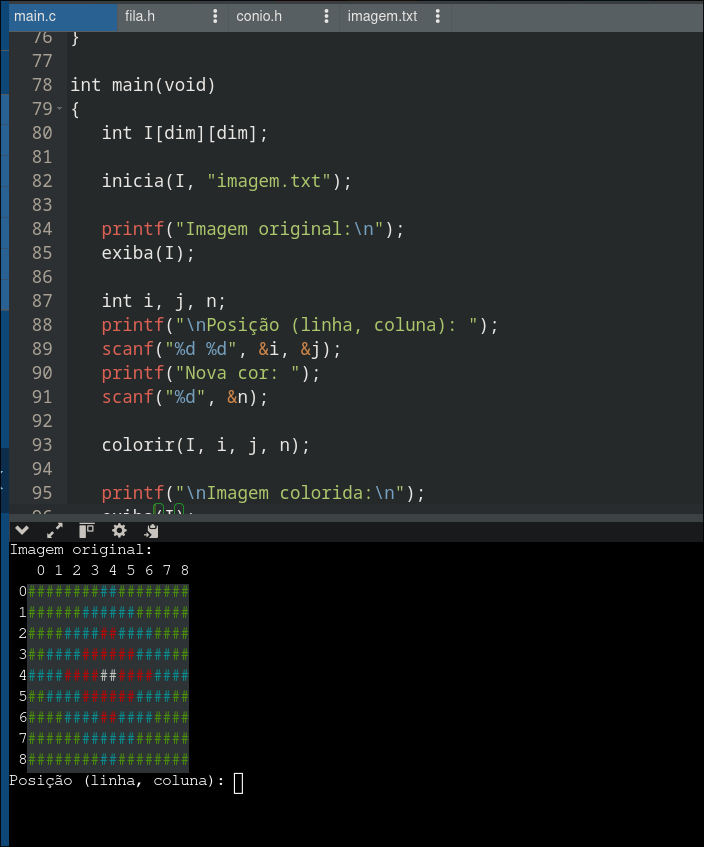 main.c fila.h conio.h imagem.txt
76 }
77
78 int main(void)
79 {
80 int I[dim][dim];
81
82 inicia(I, "imagem.txt");
83
84 printf("Imagem original:\n");
85 exiba(I);
86
87 int i, j, n;
88 printf("\nPosição (linha, coluna): ");
89 scanf("%d %d", &i, &j);
90 printf("Nova cor: ");
91 scanf("%d", &n);
92
93 colorir(I, i, j, n);
94
95 printf("\nImagem colorida:\n");
96 exiba(I);
Imagem original:
0 1 2 3 4 5 6 7 8
0##################
1##################
2##################
3##################
4##################
5##################
6##################
7##################
8##################
Posição (linha, coluna):